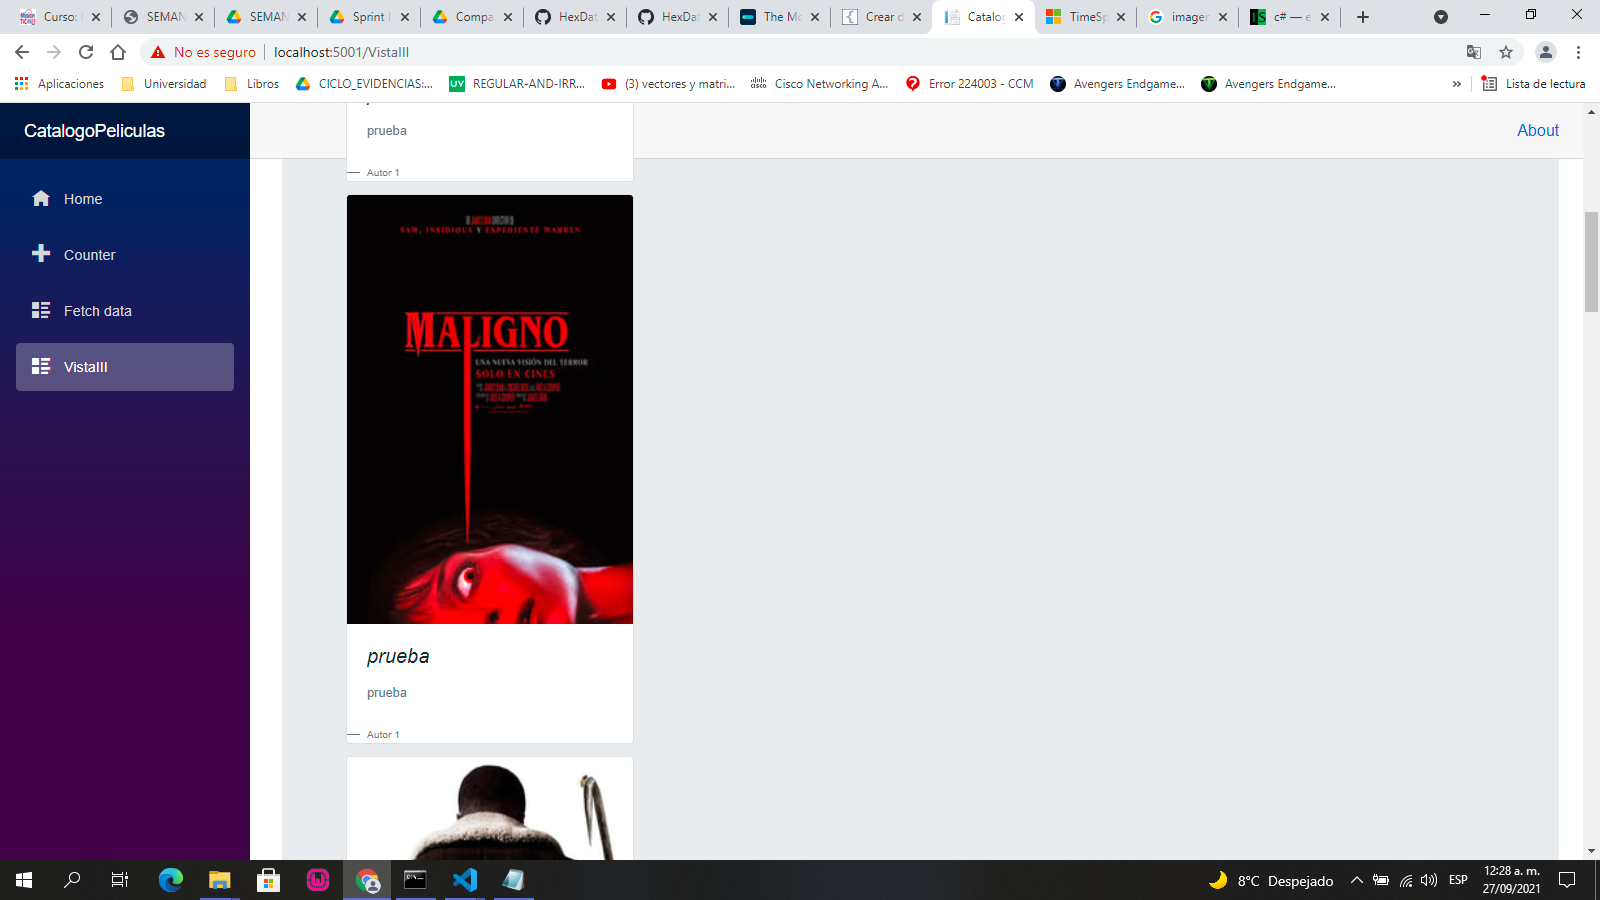 Curso:
SEMAN
SEMAN
Sprint
Compa
HexDat
HexDat
The Mo
Crear d
Catalog
TimeSp
imagen
c# — e
No es seguro
localhost:5001/VistaIII
Aplicaciones
Universidad
Libros
CICLO_EVIDENCIAS:...
REGULAR-AND-IRR...
(3) vectores y matri...
Cisco Networking A...
Error 224003 - CCM
Avengers Endgame...
Avengers Endgame...
»
Lista de lectura
CatalogoPeliculas
About
Home
Counter
Fetch data
VistaIII
prueba
Autor 1
SAW, INSIDIOUS Y EXPEDIENTE WARREN
MALIGNO
UNA NUEVA VISIÓN DEL TERROR
SOLO EN CINES
prueba
prueba
Autor 1
8°C Despejado
ESP
12:28 a. m.
27/09/2021